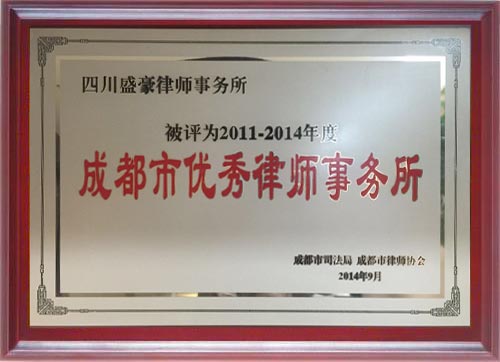 四川盛豪律师事务所
被评为2011-2014年度
成都市优秀律师事务所
成都市司法局 成都市律师协会
2014年9月